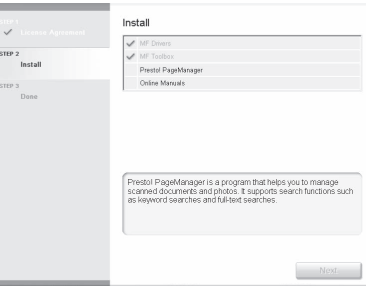 STEP 1
License Agreement
STEP 2
Install
STEP 3
Done
Install
MF Drivers
MF Toolbox
Presto! PageManager
Online Manuals
Presto! PageManager is a program that helps you to manage
scanned documents and photos. It supports search functions such
as keyword searches and full-text searches.
Next